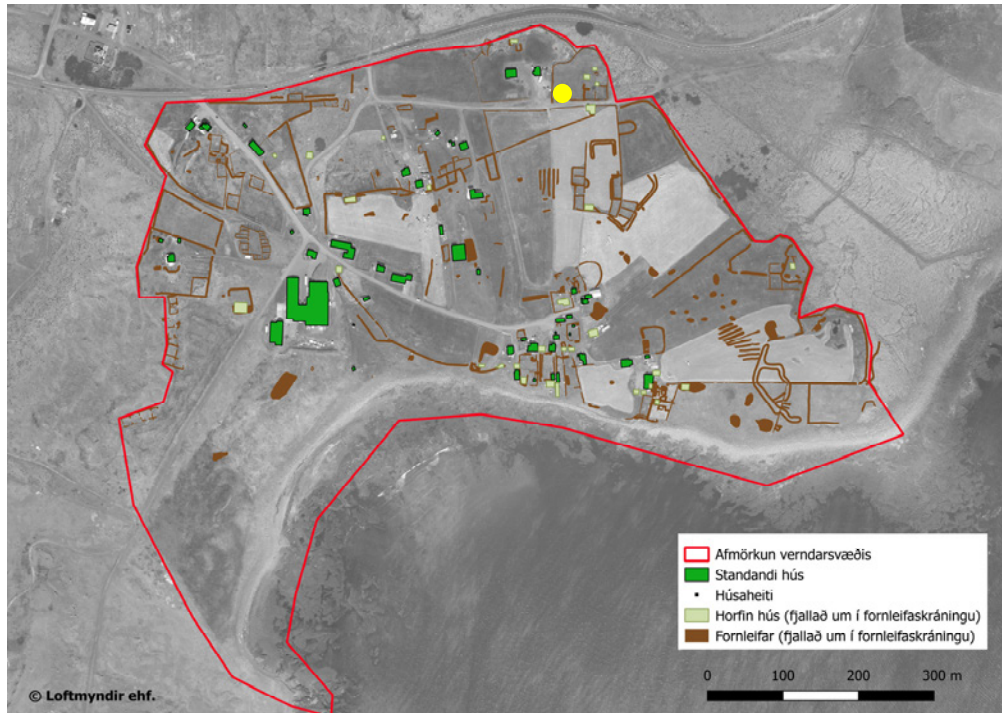 Afmörkun verndarsvæðis
Standandi hús
Húsaheiti
Horfin hús (fjallað um í fornleifaskráningu)
Fornleifar (fjallað um í fornleifaskráningu)
0 100 200 300 m
© Loftmyndir ehf.